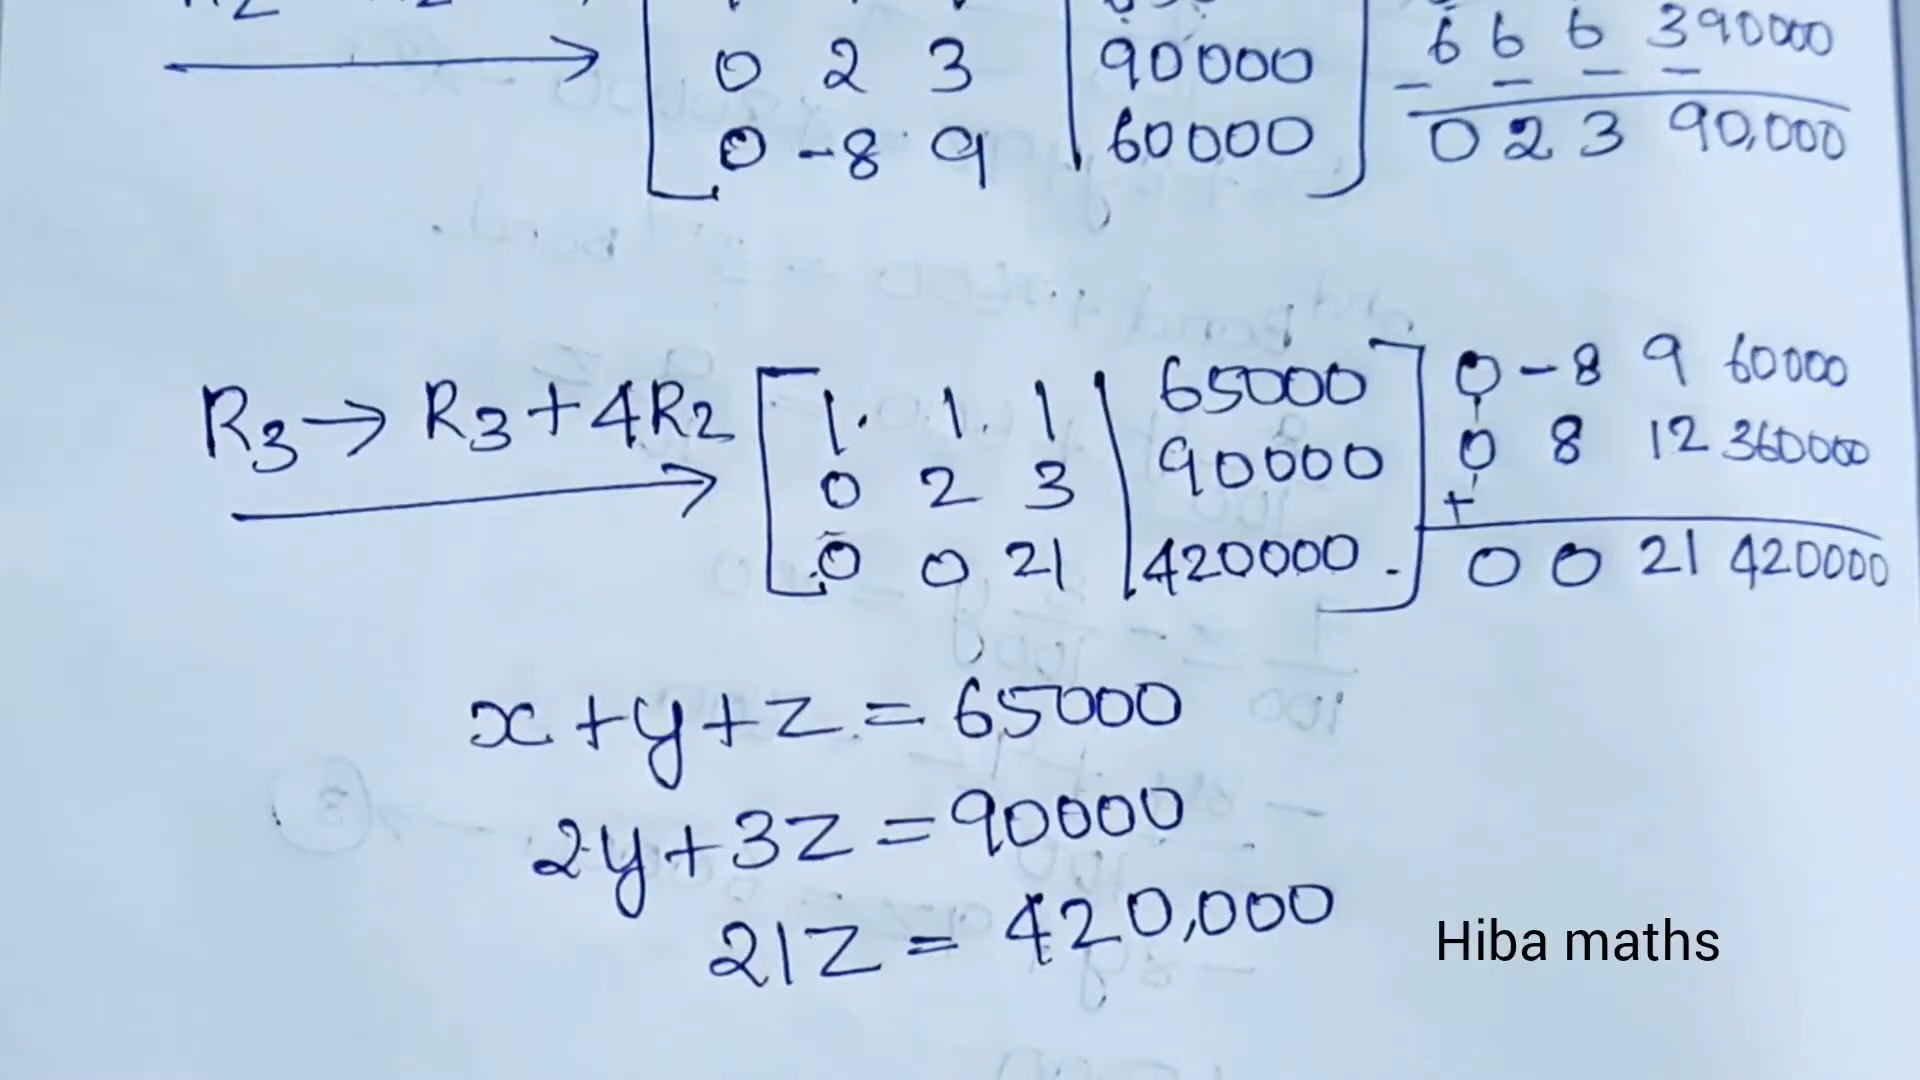 6 6 6 390000
0 2 3 90000
0 -8 9 60000
0 2 3 90,000
R3 → R3 + 4R2
1 1 1 65000
0 2 3 90000
0 0 21 420000
0 -8 9 60000
0 8 12 360000
+
0 0 21 420000
x + y + z = 65000
2y + 3z = 90000
21z = 420,000
Hiba maths